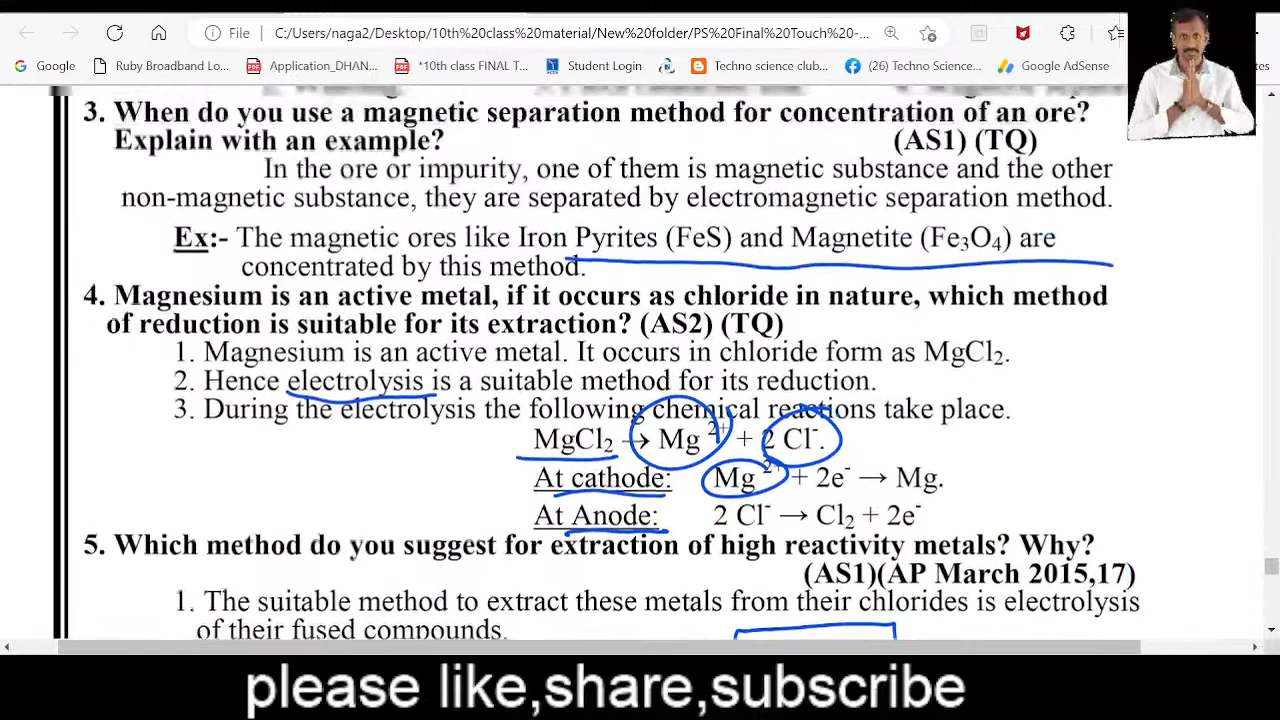 File C:/Users/naga2/Desktop/10th%20class%20material/New%20folder/PS%20Final%20Touch%20-...
Google Ruby Broadband Lo... Application_DHAN... *10th class FINAL T... Student Login Techno science club... (26) Techno Science... Google AdSense
3. When do you use a magnetic separation method for concentration of an ore?
Explain with an example? (AS1) (TQ)
In the ore or impurity, one of them is magnetic substance and the other
non-magnetic substance, they are separated by electromagnetic separation method.
Ex:- The magnetic ores like Iron Pyrites (FeS) and Magnetite (Fe₃O₄) are
concentrated by this method.
4. Magnesium is an active metal, if it occurs as chloride in nature, which method
of reduction is suitable for its extraction? (AS2) (TQ)
1. Magnesium is an active metal. It occurs in chloride form as MgCl₂.
2. Hence electrolysis is a suitable method for its reduction.
3. During the electrolysis the following chemical reactions take place.
MgCl₂ → Mg ²⁺ + 2 Cl⁻.
At cathode: Mg ²⁺ + 2e⁻ → Mg.
At Anode: 2 Cl⁻ → Cl₂ + 2e⁻
5. Which method do you suggest for extraction of high reactivity metals? Why?
(AS1)(AP March 2015,17)
1. The suitable method to extract these metals from their chlorides is electrolysis
of their fused compounds.
please like,share,subscribe